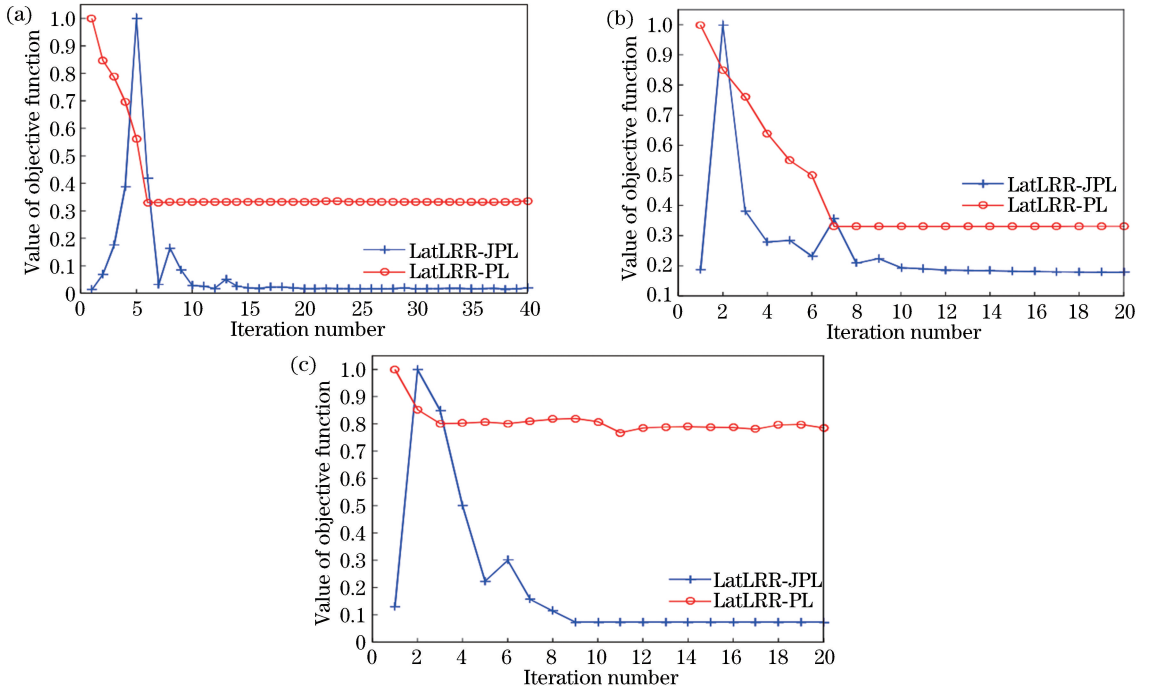 (a)
Value of objective function
1.0
0.9
0.8
0.7
0.6
0.5
0.4
0.3
0.2
0.1
0
LatLRR-JPL
LatLRR-PL
0 5 10 15 20 25 30 35 40
Iteration number
(b)
Value of objective function
1.0
0.9
0.8
0.7
0.6
0.5
0.4
0.3
0.2
0.1
LatLRR-JPL
LatLRR-PL
0 2 4 6 8 10 12 14 16 18 20
Iteration number
(c)
Value of objective function
1.0
0.9
0.8
0.7
0.6
0.5
0.4
0.3
0.2
0.1
0
LatLRR-JPL
LatLRR-PL
0 2 4 6 8 10 12 14 16 18 20
Iteration number